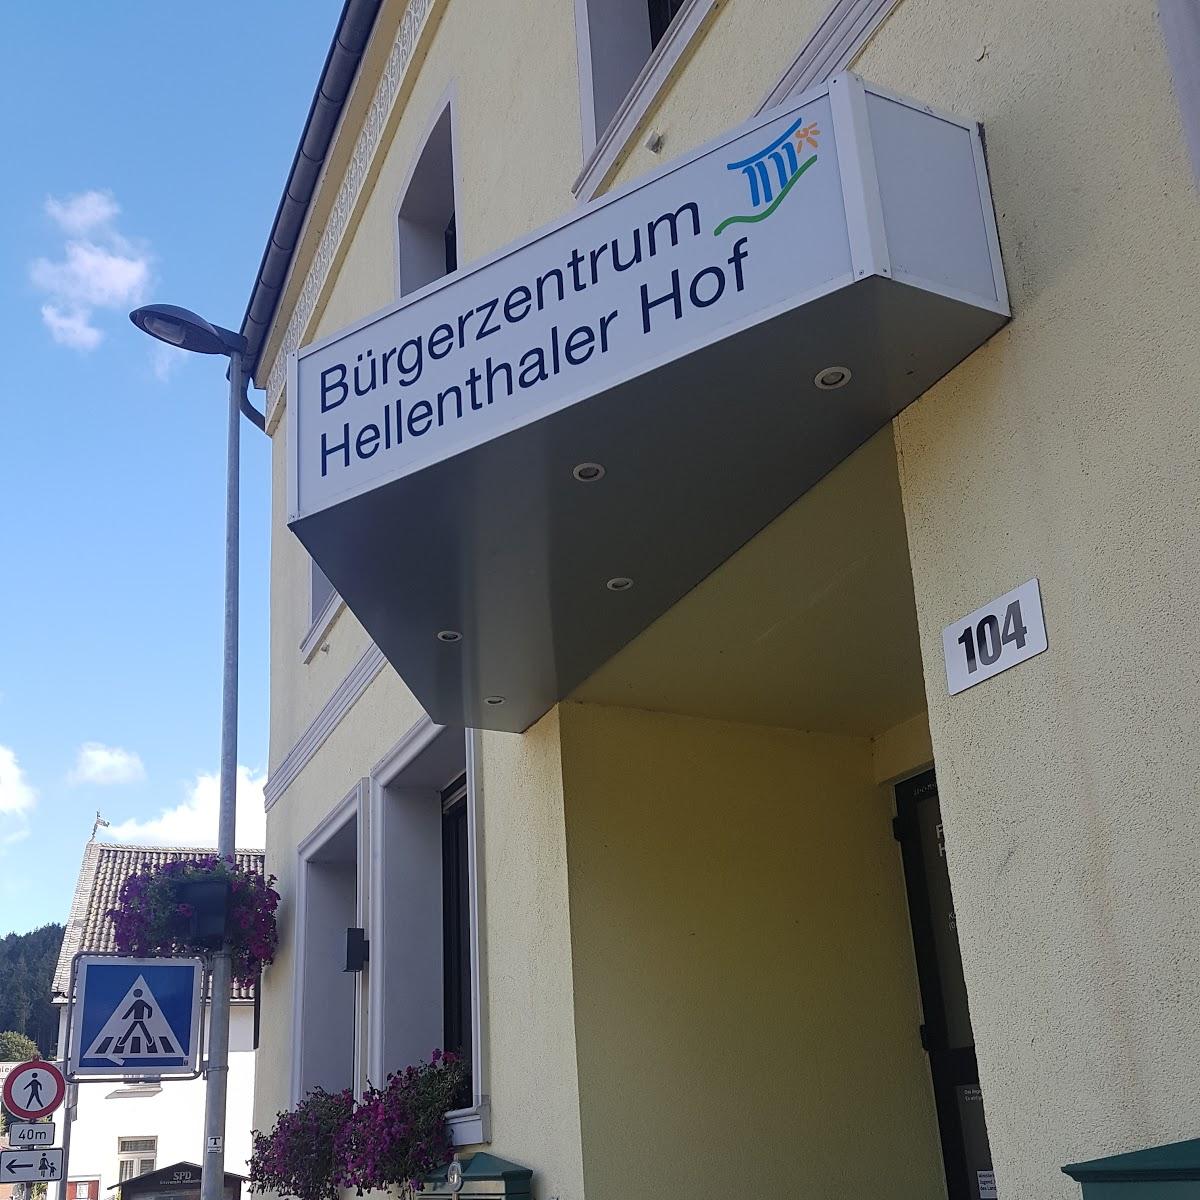 Bürgerzentrum
Hellenthaler Hof
104
40m
SPD